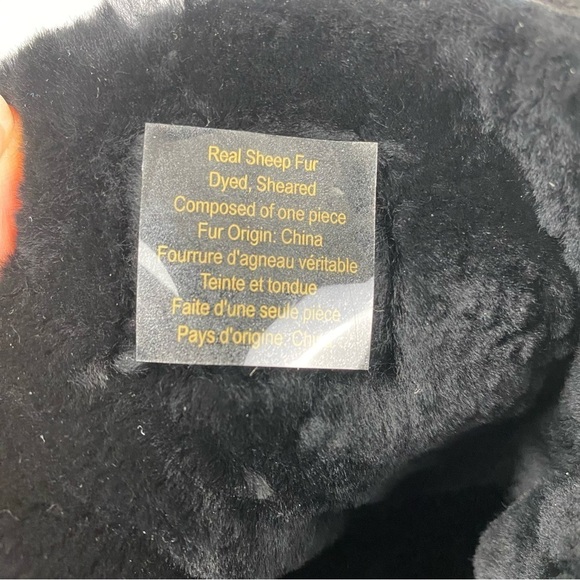 Real Sheep Fur
Dyed, Sheared
Composed of one piece
Fur Origin: China
Fourrure d'agneau véritable
Teinte et tondue
Faite d'une seule pièce
Pays d'origine: